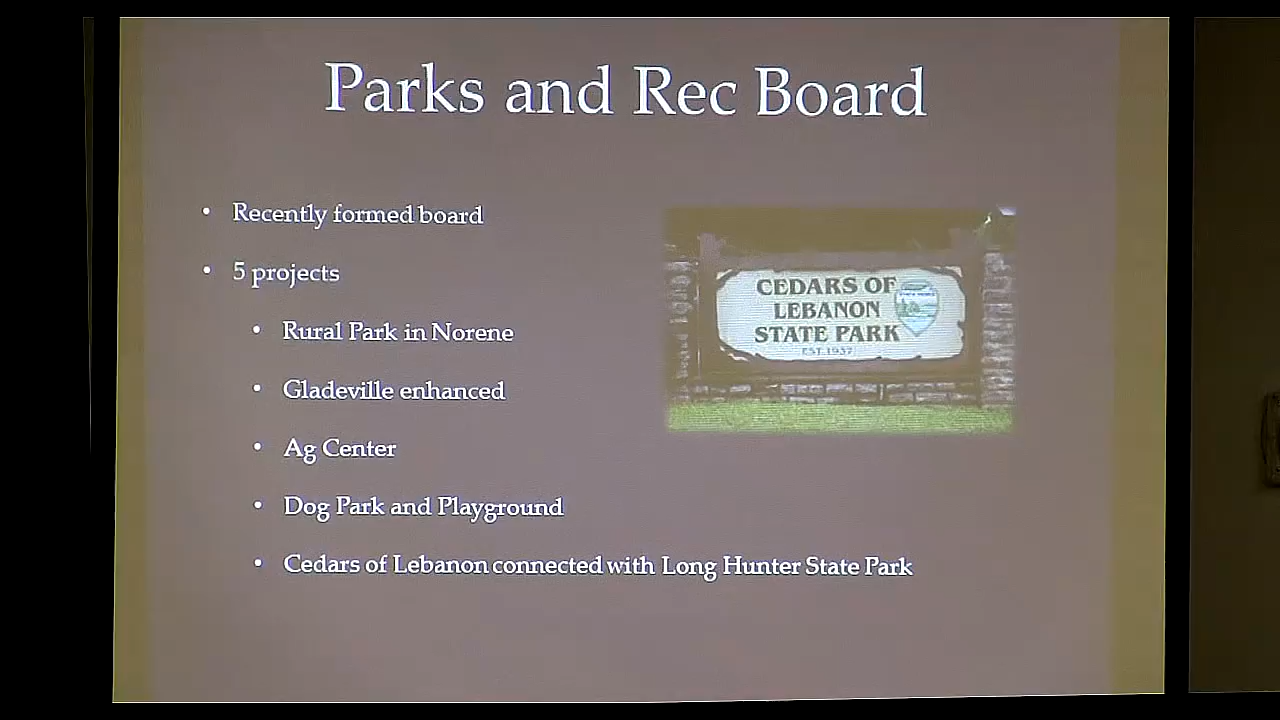 Parks and Rec Board
• Recently formed board
• 5 projects
• Rural Park in Norene
• Gladeville enhanced
• Ag Center
• Dog Park and Playground
• Cedars of Lebanon connected with Long Hunter State Park
CEDARS OF
LEBANON
STATE PARK
EST. 1937